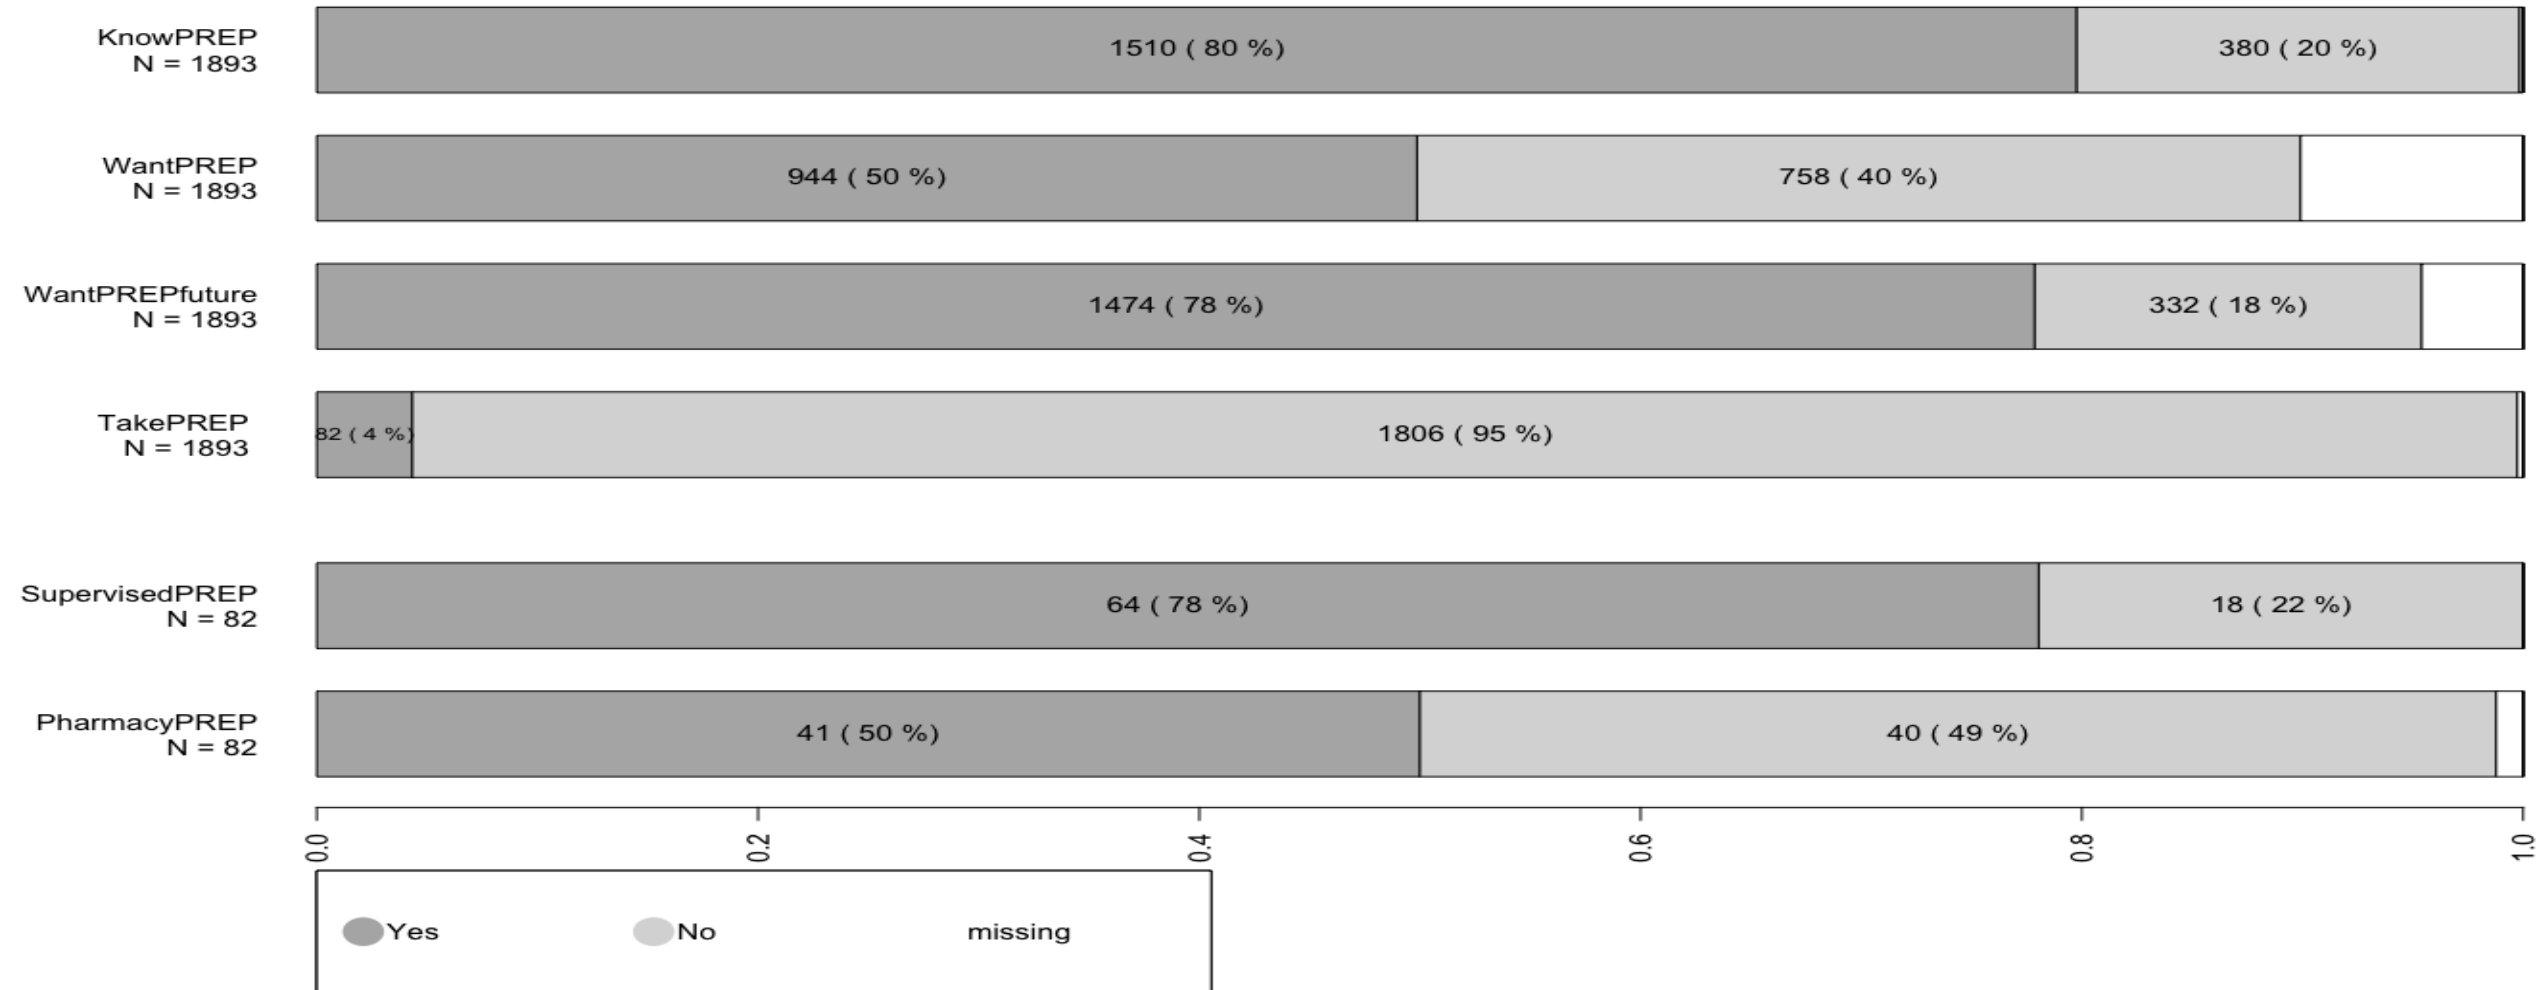 KnowPREP
N = 1893
1510 ( 80 %)
380 ( 20 %)
WantPREP
N = 1893
944 ( 50 %)
758 ( 40 %)
WantPREPfuture
N = 1893
1474 ( 78 %)
332 ( 18 %)
TakePREP
N = 1893
82 ( 4 %)
1806 ( 95 %)
SupervisedPREP
N = 82
64 ( 78 %)
18 ( 22 %)
PharmacyPREP
N = 82
41 ( 50 %)
40 ( 49 %)
0.0
0.2
0.4
0.6
0.8
1.0
Yes
No
missing